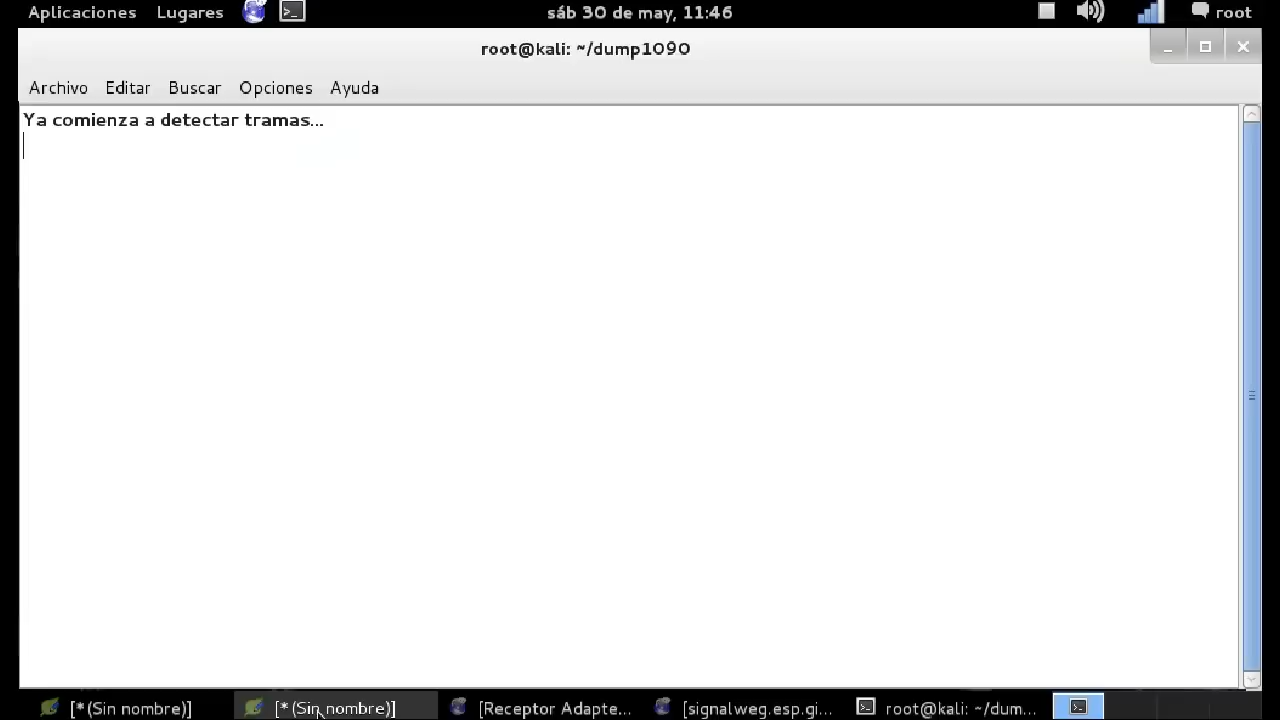 Aplicaciones Lugares sáb 30 de may, 11:46 root
root@kali: ~/dump1090
Archivo Editar Buscar Opciones Ayuda
Ya comienza a detectar tramas...
[*(Sin nombre)] [*(Sin nombre)] [Receptor Adapte... [signalweg.esp.gi... root@kali: ~/dum...